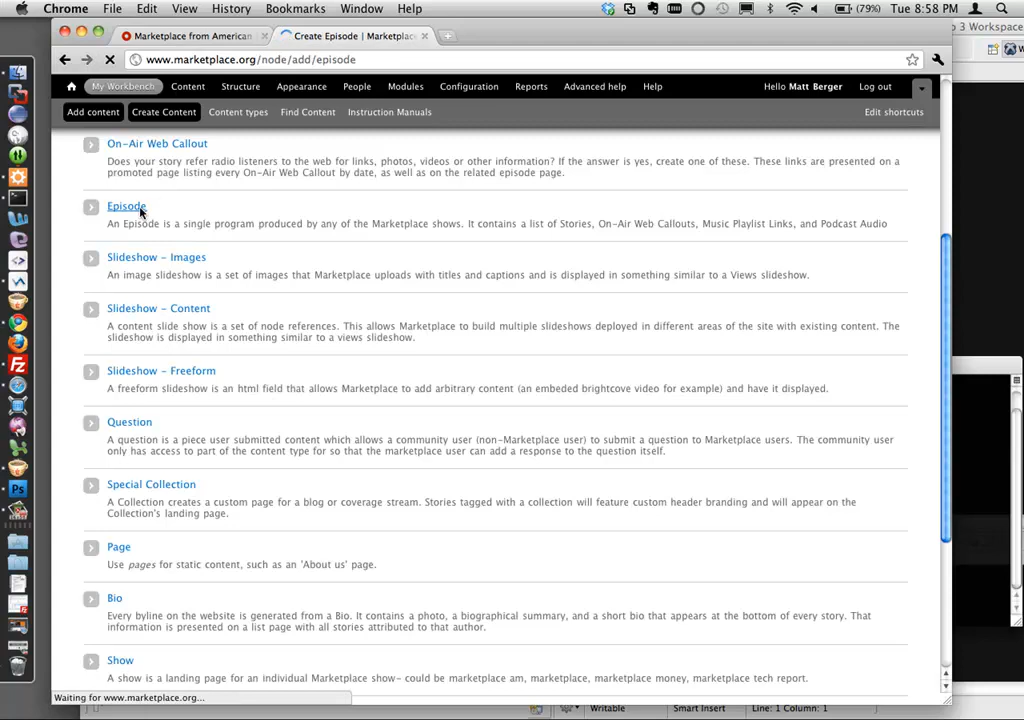 Chrome File Edit View History Bookmarks Window Help (79%) Tue 8:58 PM
Marketplace from American
Create Episode | Marketplac
p 3 Workspace
www.marketplace.org/node/add/episode
My Workbench Content Structure Appearance People Modules Configuration Reports Advanced help Help Hello Matt Berger Log out
Add content Create Content Content types Find Content Instruction Manuals Edit shortcuts
On-Air Web Callout
Does your story refer radio listeners to the web for links, photos, videos or other information? If the answer is yes, create one of these. These links are presented on a
promoted page listing every On-Air Web Callout by date, as well as on the related episode page.
Episode
An Episode is a single program produced by any of the Marketplace shows. It contains a list of Stories, On-Air Web Callouts, Music Playlist Links, and Podcast Audio
Slideshow - Images
An image slideshow is a set of images that Marketplace uploads with titles and captions and is displayed in something similar to a Views slideshow.
Slideshow - Content
A content slide show is a set of node references. This allows Marketplace to build multiple slideshows deployed in different areas of the site with existing content. The
slideshow is displayed in something similar to a views slideshow.
Slideshow - Freeform
A freeform slideshow is an html field that allows Marketplace to add arbitrary content (an embeded brightcove video for example) and have it displayed.
Question
A question is a piece user submitted content which allows a community user (non-Marketplace user) to submit a question to Marketplace users. The community user
only has access to part of the content type for so that the marketplace user can add a response to the question itself.
Special Collection
A Collection creates a custom page for a blog or coverage stream. Stories tagged with a collection will feature custom header branding and will appear on the
Collection's landing page.
Page
Use pages for static content, such as an 'About us' page.
Bio
Every byline on the website is generated from a Bio. It contains a photo, a biographical summary, and a short bio that appears at the bottom of every story. That
information is presented on a list page with all stories attributed to that author.
Show
A show is a landing page for an individual Marketplace show- could be marketplace am, marketplace, marketplace money, marketplace tech report.
Waiting for www.marketplace.org...
Writable Smart Insert Line: 1 Column: 1